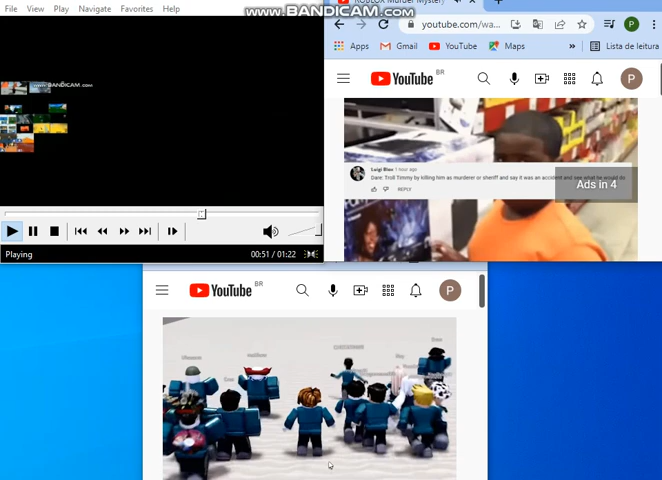 File View Play Navigate Favorites Help
www.BANDICAM.com
ROBLOX Murder Mystery
youtube.com/wa...
P
Apps Gmail YouTube Maps » Lista de leitura
YouTube BR
P
Luigi Blox 1 hour ago
Dare: Troll Timmy by killing him as murderer or sheriff and say it was an accident and see what he would do
REPLY
Ads in 4
www.BANDICAM.com
Playing
00:51 / 01:22
YouTube BR
P